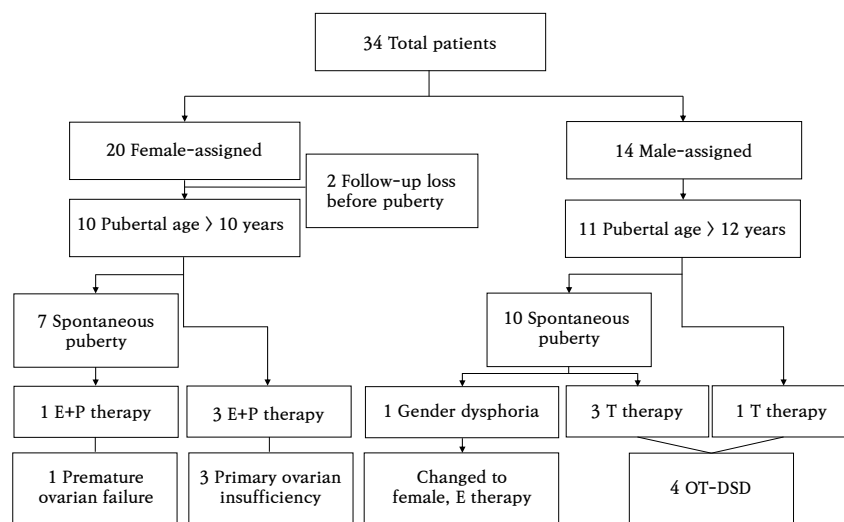 34 Total patients
20 Female-assigned
14 Male-assigned
2 Follow-up loss
before puberty
10 Pubertal age > 10 years
11 Pubertal age > 12 years
7 Spontaneous
puberty
10 Spontaneous
puberty
1 E+P therapy
3 E+P therapy
1 Gender dysphoria
3 T therapy
1 T therapy
1 Premature
ovarian failure
3 Primary ovarian
insufficiency
Changed to
female, E therapy
4 OT-DSD